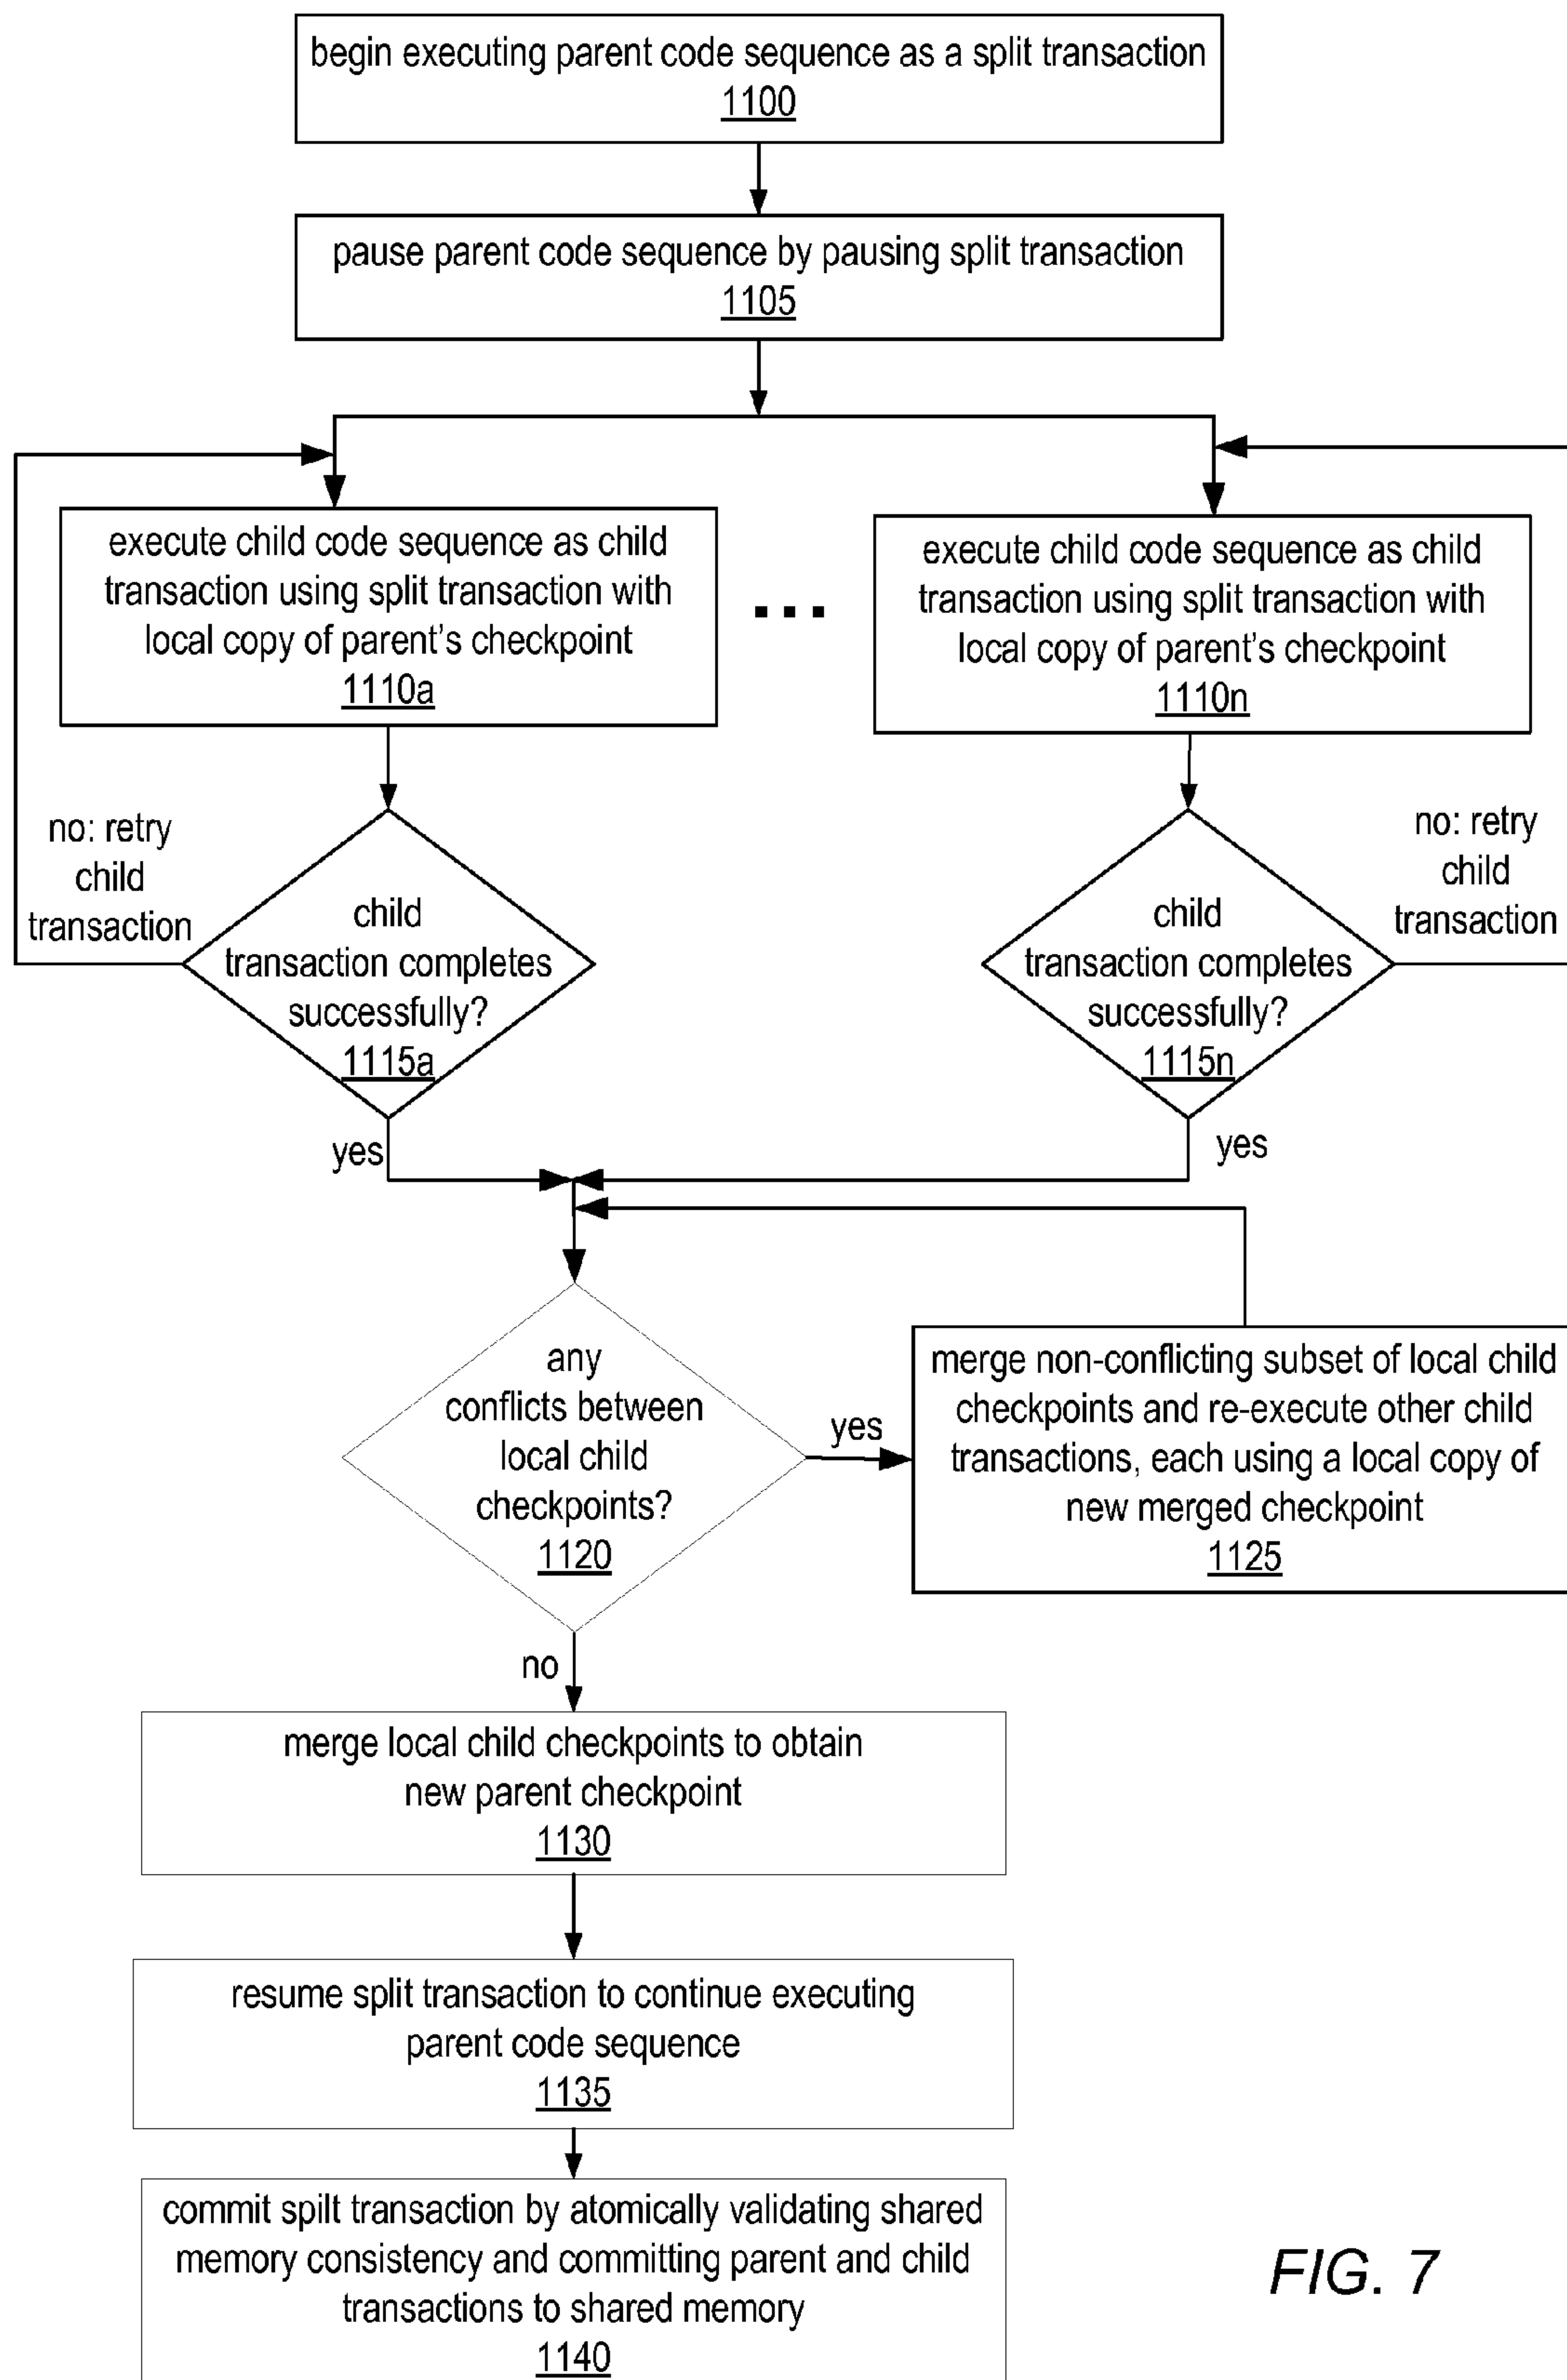 begin executing parent code sequence as a split transaction
1100
pause parent code sequence by pausing split transaction
1105
execute child code sequence as child
transaction using split transaction with
local copy of parent's checkpoint
1110a
...
execute child code sequence as child
transaction using split transaction with
local copy of parent's checkpoint
1110n
no: retry
child
transaction
child
transaction completes
successfully?
1115a
child
transaction completes
successfully?
1115n
no: retry
child
transaction
yes
yes
any
conflicts between
local child
checkpoints?
1120
yes
merge non-conflicting subset of local child
checkpoints and re-execute other child
transactions, each using a local copy of
new merged checkpoint
1125
no
merge local child checkpoints to obtain
new parent checkpoint
1130
resume split transaction to continue executing
parent code sequence
1135
commit spilt transaction by atomically validating shared
memory consistency and committing parent and child
transactions to shared memory
1140
FIG. 7